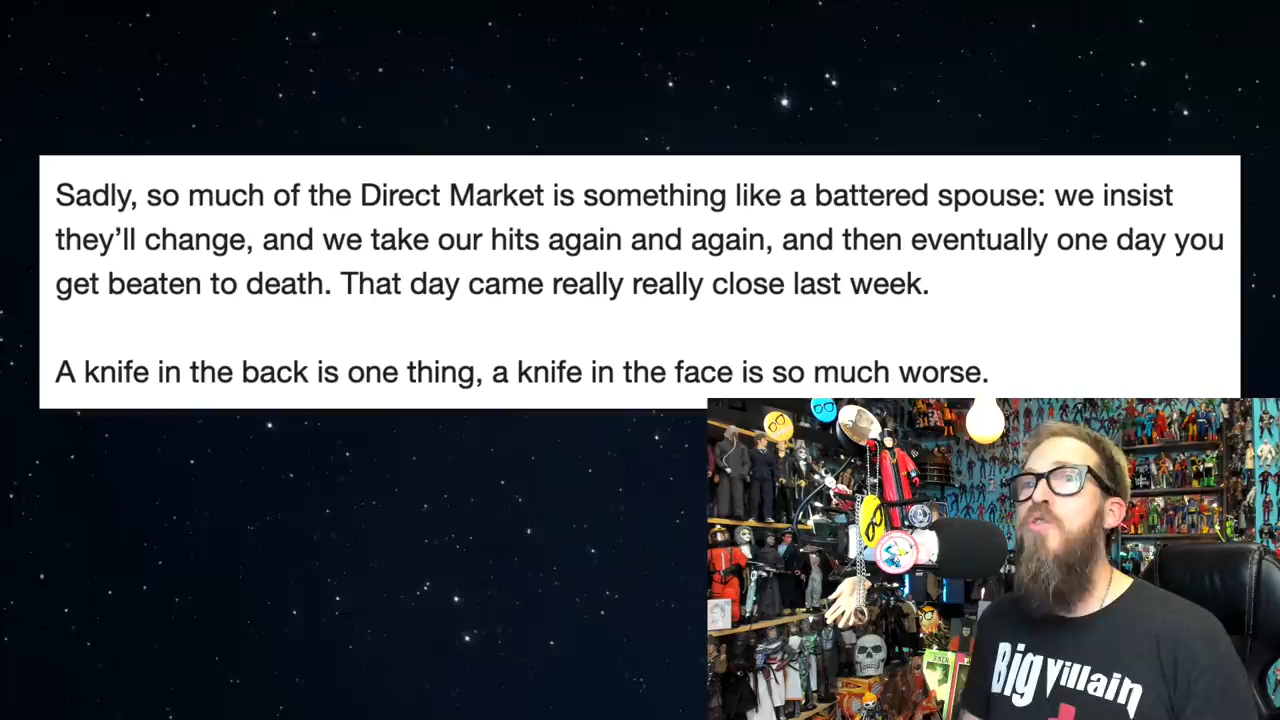 Sadly, so much of the Direct Market is something like a battered spouse: we insist
they’ll change, and we take our hits again and again, and then eventually one day you
get beaten to death. That day came really really close last week.
A knife in the back is one thing, a knife in the face is so much worse.
Big Villain